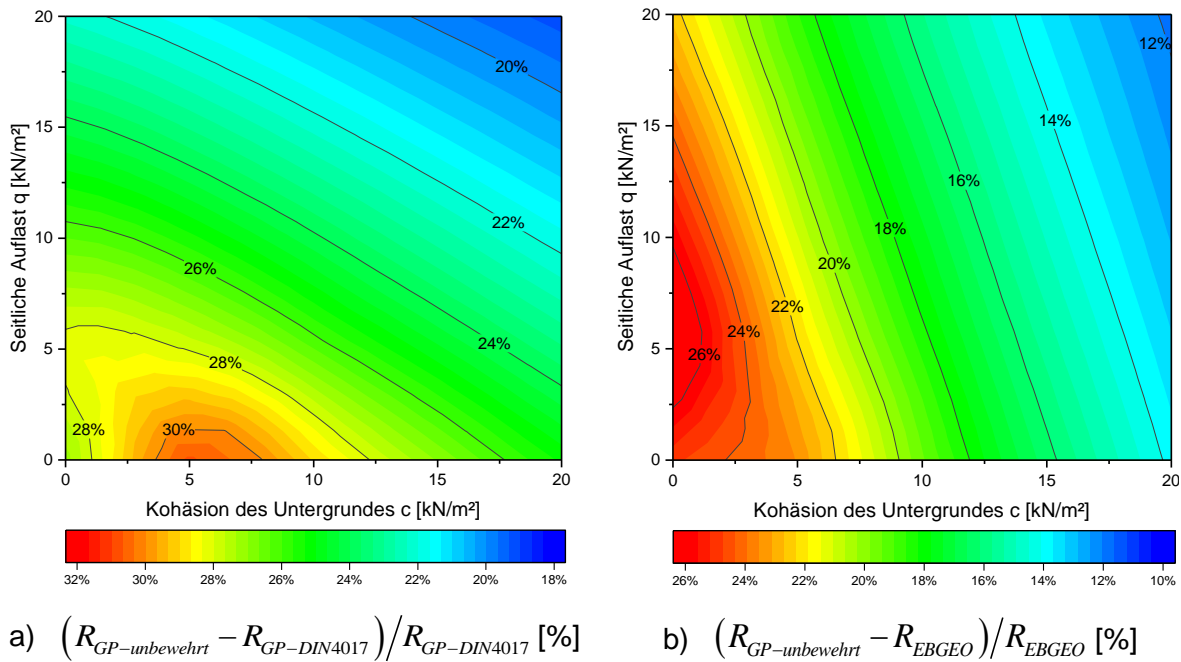 20
15
10
5
0
Seitliche Auflast q [kN/m²]
20%
22%
26%
24%
28%
28%
30%
0 5 10 15 20
Kohäsion des Untergrundes c [kN/m²]
32% 30% 28% 26% 24% 22% 20% 18%
a) (R_GP−unbewehrt − R_GP−DIN4017)/R_GP−DIN4017 [%]
20
15
10
5
0
Seitliche Auflast q [kN/m²]
12%
14%
16%
18%
20%
22%
24%
26%
0 5 10 15 20
Kohäsion des Untergrundes c [kN/m²]
26% 24% 22% 20% 18% 16% 14% 12% 10%
b) (R_GP−unbewehrt − R_EBGEO)/R_EBGEO [%]